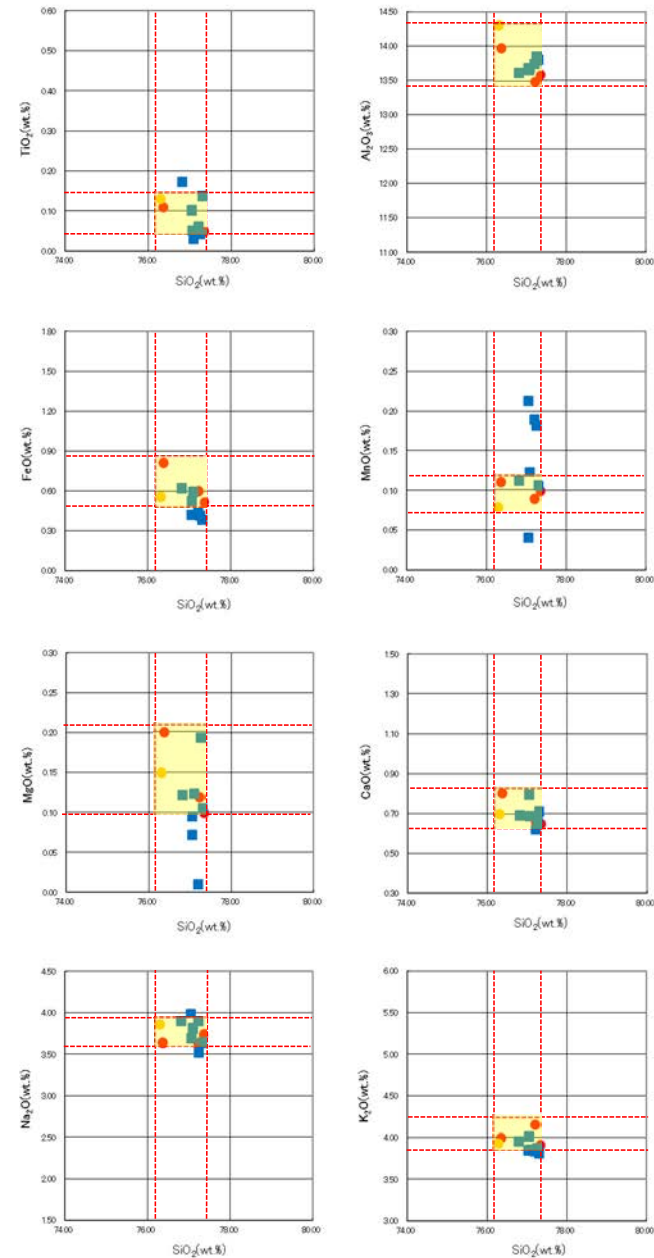 0.60
0.50
0.40
0.30
0.20
0.10
0.00
TiO₂(wt.%)
74.00 76.00 78.00 80.00
SiO₂(wt.%)
15.00
14.50
14.00
13.50
13.00
12.50
12.00
11.50
11.00
Al₂O₃(wt.%)
74.00 76.00 78.00 80.00
SiO₂(wt.%)
1.80
1.50
1.20
0.90
0.60
0.30
0.00
FeO(wt.%)
74.00 76.00 78.00 80.00
SiO₂(wt.%)
0.30
0.25
0.20
0.15
0.10
0.05
0.00
MnO(wt.%)
74.00 76.00 78.00 80.00
SiO₂(wt.%)
0.30
0.25
0.20
0.15
0.10
0.05
0.00
MgO(wt.%)
74.00 76.00 78.00 80.00
SiO₂(wt.%)
1.50
1.30
1.10
0.90
0.70
0.50
0.30
CaO(wt.%)
74.00 76.00 78.00 80.00
SiO₂(wt.%)
4.50
4.00
3.50
3.00
2.50
2.00
1.50
Na₂O(wt.%)
74.00 76.00 78.00 80.00
SiO₂(wt.%)
6.00
5.50
5.00
4.50
4.00
3.50
3.00
K₂O(wt.%)
74.00 76.00 78.00 80.00
SiO₂(wt.%)